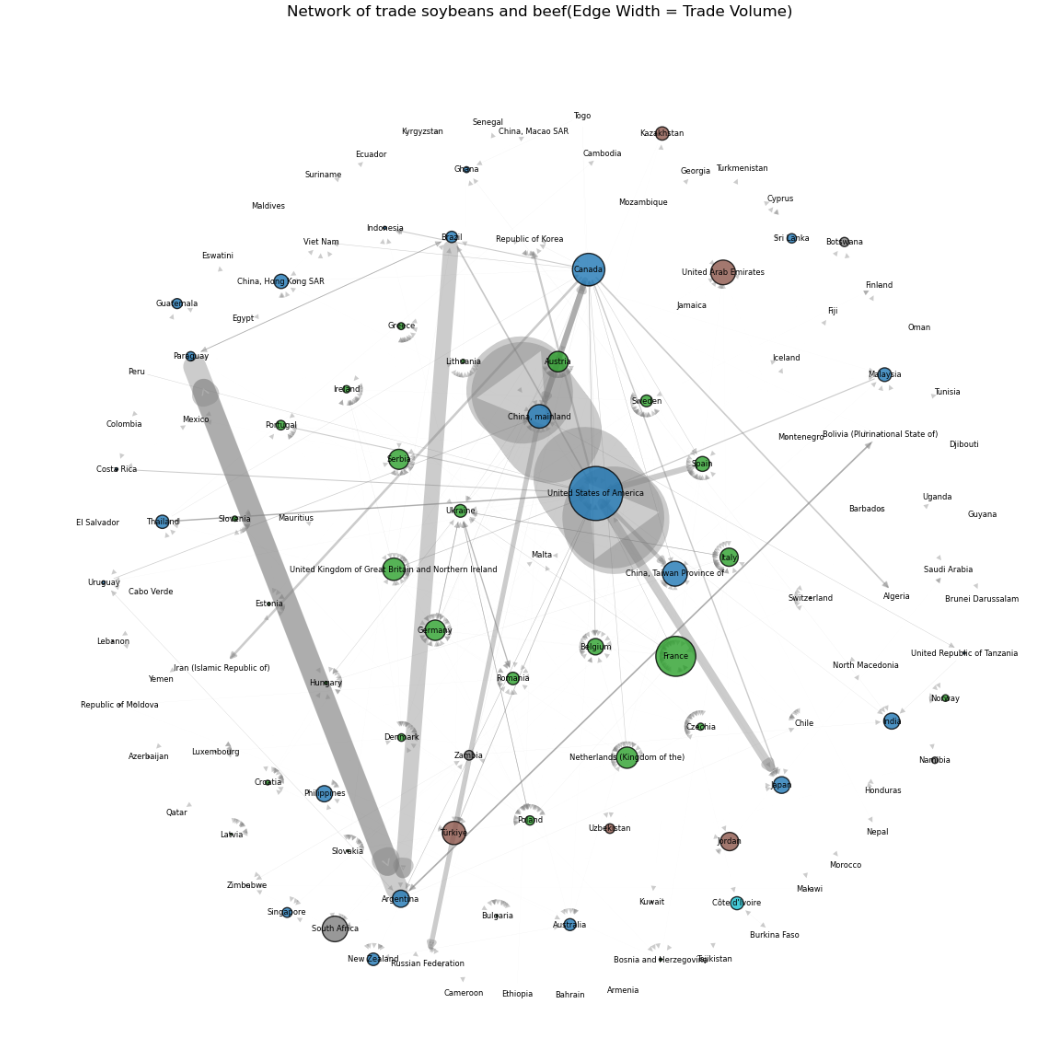 Network of trade soybeans and beef(Edge Width = Trade Volume)
Togo
Senegal
Kyrgyzstan
China, Macao SAR
Kazakhstan
Ecuador
Cambodia
Ghana
Georgia
Turkmenistan
Suriname
Cyprus
Mozambique
Maldives
Indonesia
Brazil
Republic of Korea
Sri Lanka
Viet Nam
Botswana
Eswatini
Canada
United Arab Emirates
China, Hong Kong SAR
Finland
Guatemala
Jamaica
Fiji
Egypt
Greece
Oman
Paraguay
Lithuania
Austria
Iceland
Peru
Malaysia
Ireland
Tunisia
Sweden
China, mainland
Mexico
Colombia
Portugal
Montenegro
Bolivia (Plurinational State of)
Djibouti
Serbia
Spain
Costa Rica
United States of America
Uganda
Barbados
Ukraine
Guyana
El Salvador
Thailand
Slovania
Mauritius
Malta
Italy
United Kingdom of Great Britain and Northern Ireland
China, Taiwan Province of
Saudi Arabia
Uruguay
Cabo Verde
Algeria
Switzerland
Brunei Darussalam
Estonia
Germany
Lebanon
Belgium
France
United Republic of Tanzania
Iran (Islamic Republic of)
North Macedonia
Yemen
Hungary
Romania
Norway
Republic of Moldova
India
Chile
Czechia
Denmark
Luxembourg
Azerbaijan
Zambia
Netherlands (Kingdom of the)
Namibia
Croatia
Japan
Honduras
Philippines
Qatar
Poland
Uzbekistan
Latvia
Türkiye
Nepal
Jordan
Slovakia
Morocco
Zimbabwe
Malawi
Argentina
Kuwait
Côte d'Ivoire
Singapore
Bulgaria
Australia
South Africa
Burkina Faso
New Zealand
Russian Federation
Bosnia and Herzegovina
Tajikistan
Cameroon
Ethiopia
Bahrain
Armenia